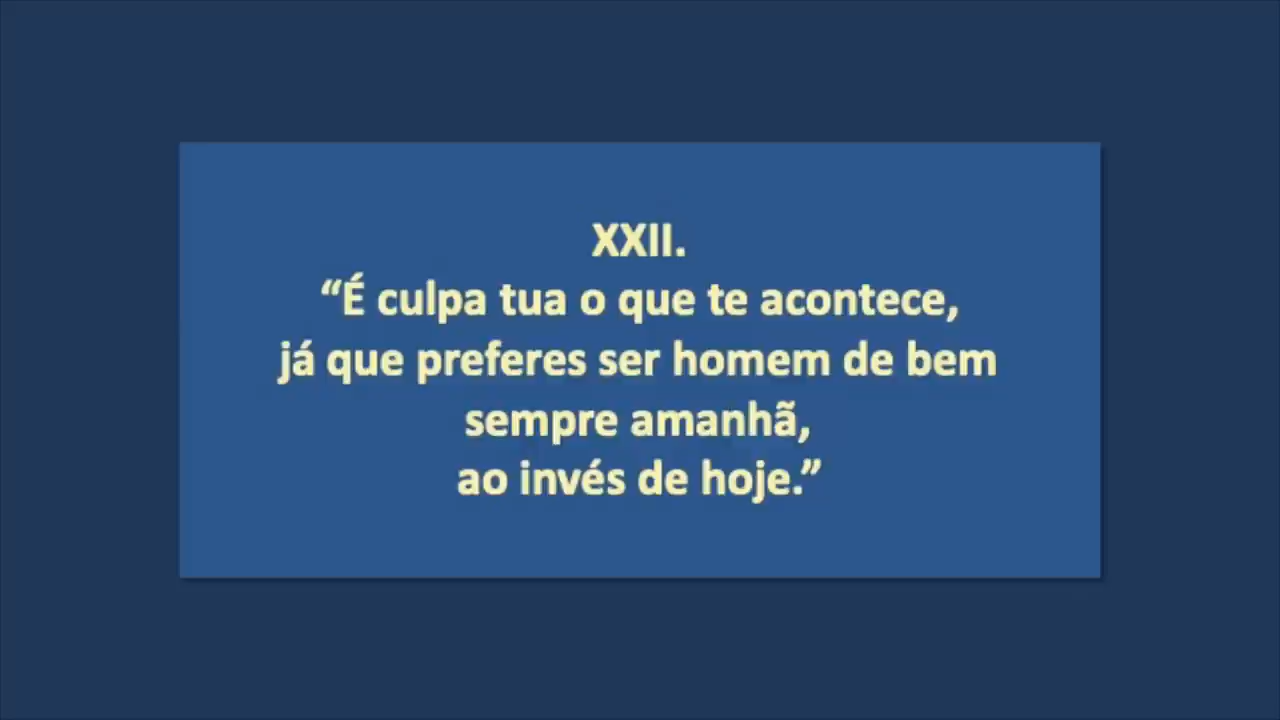 XXII.
“É culpa tua o que te acontece,
já que preferes ser homem de bem
sempre amanhã,
ao invés de hoje.”